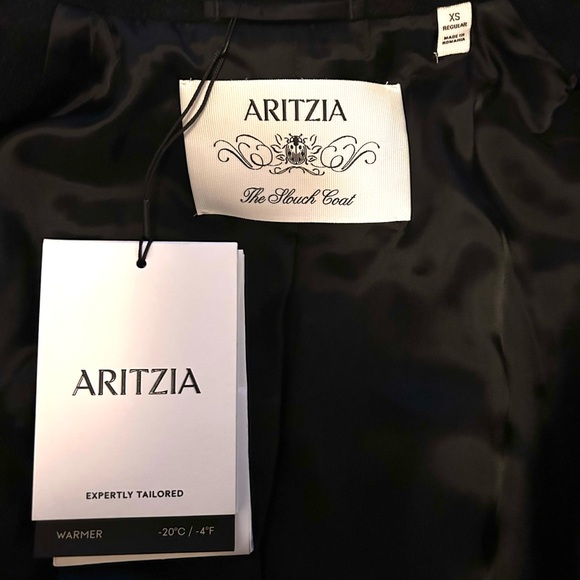 XS
REGULAR
MADE IN
ROMANIA
ARITZIA
The Slouch Coat
ARITZIA
EXPERTLY TAILORED
WARMER -20°C / -4°F